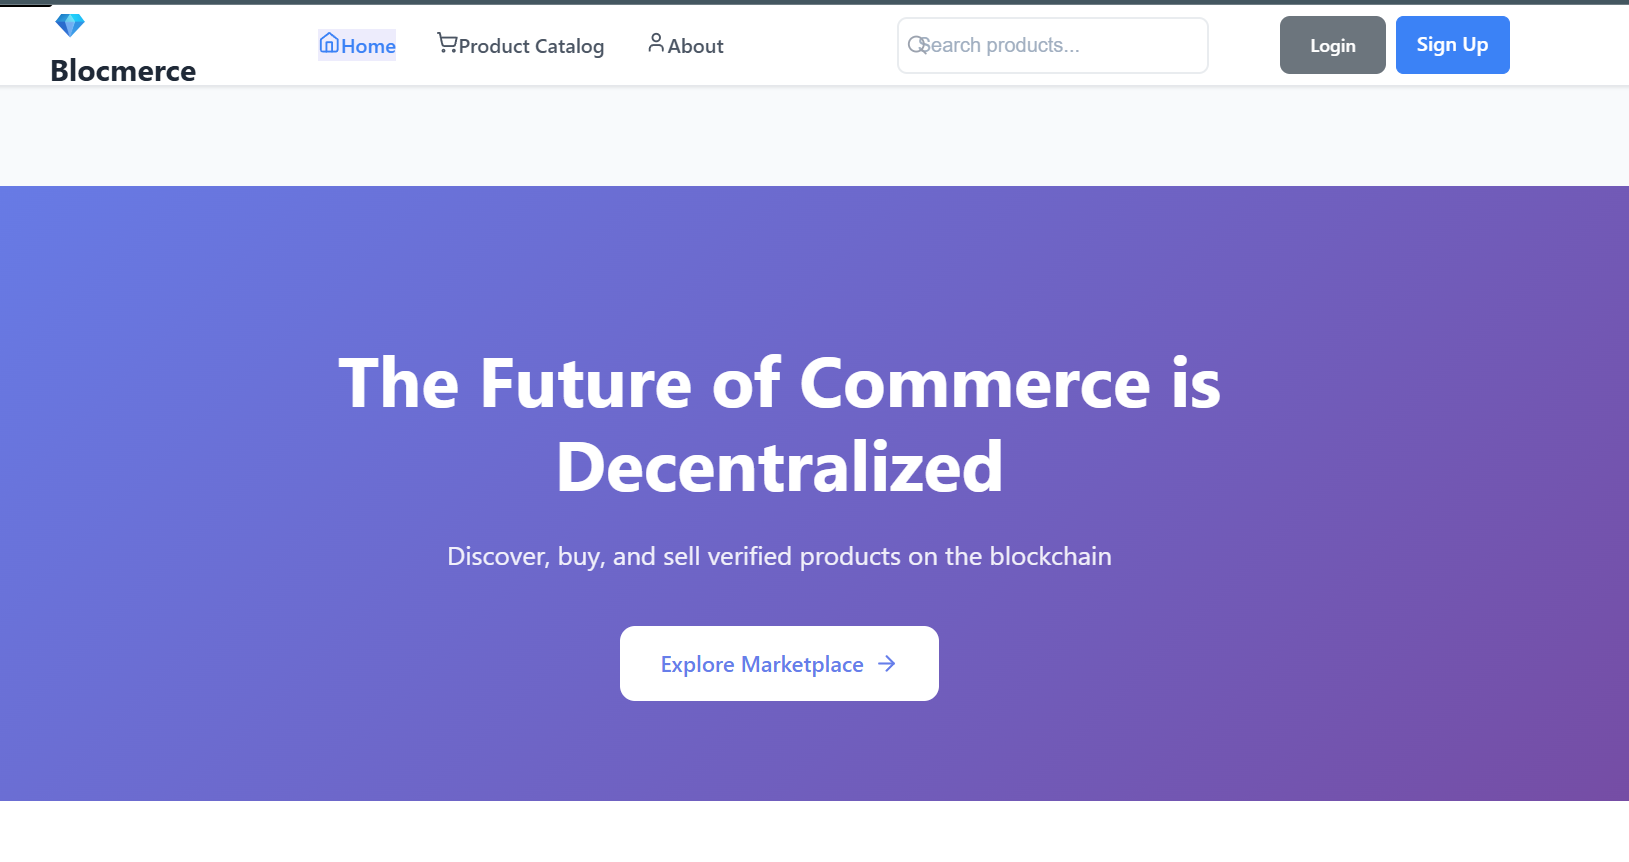 Blocmerce
Home
Product Catalog
About
Search products...
Login
Sign Up
The Future of Commerce is
Decentralized
Discover, buy, and sell verified products on the blockchain
Explore Marketplace →